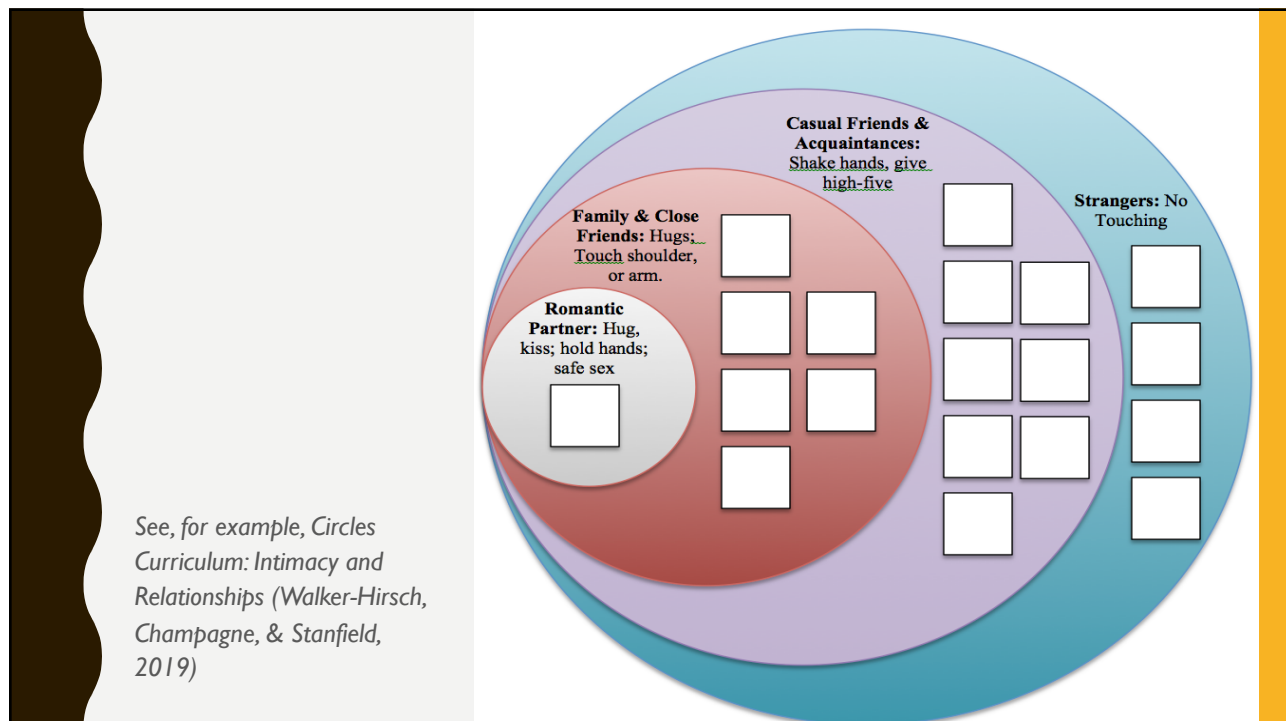 Casual Friends &
Acquaintances:
Shake hands, give
high-five
Strangers: No
Touching
Family & Close
Friends: Hugs;
Touch shoulder,
or arm.
Romantic
Partner: Hug,
kiss; hold hands;
safe sex
See, for example, Circles
Curriculum: Intimacy and
Relationships (Walker-Hirsch,
Champagne, & Stanfield,
2019)